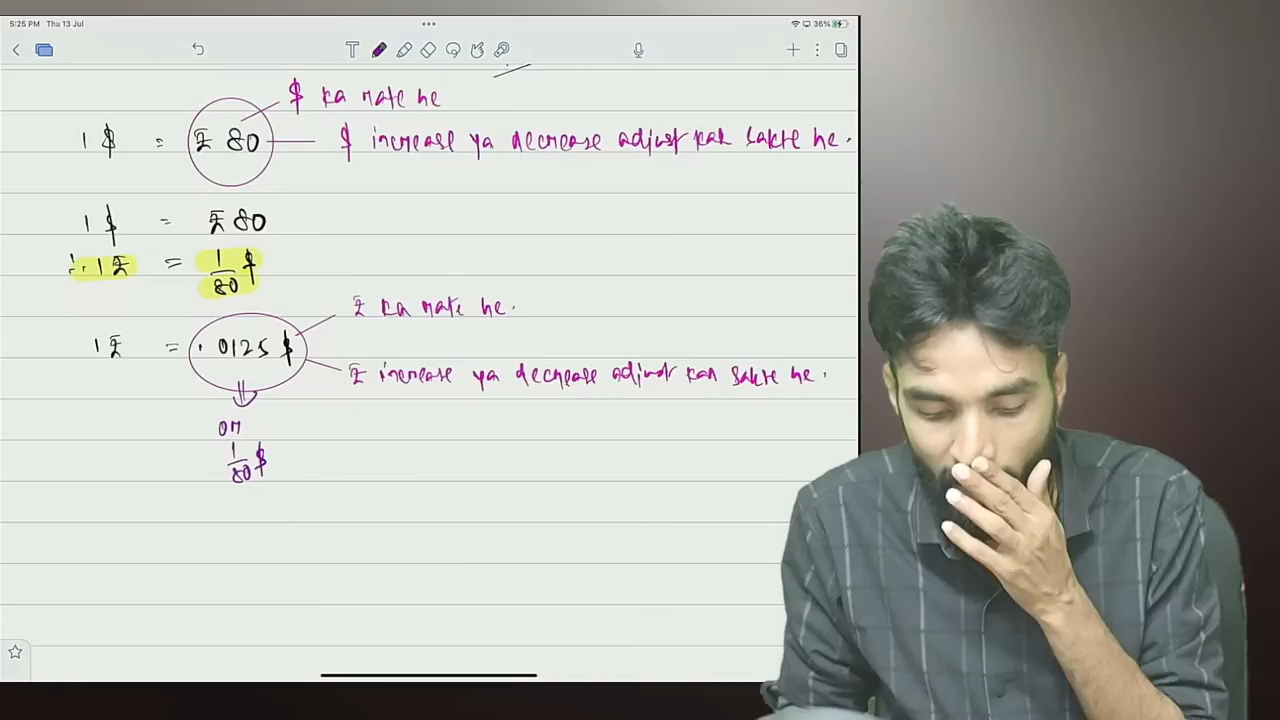 5:25 PM Thu 13 Jul
36%
$ ka rate he
1 $ = ₹ 80
$ increase ya decrease adjust kar sakte he.
1 $ = ₹ 80
∴ 1 ₹ = 1/80 $
₹ ka rate he.
1 ₹ = .0125 $
₹ increase ya decrease adjust kar sakte he.
or
1/80 $